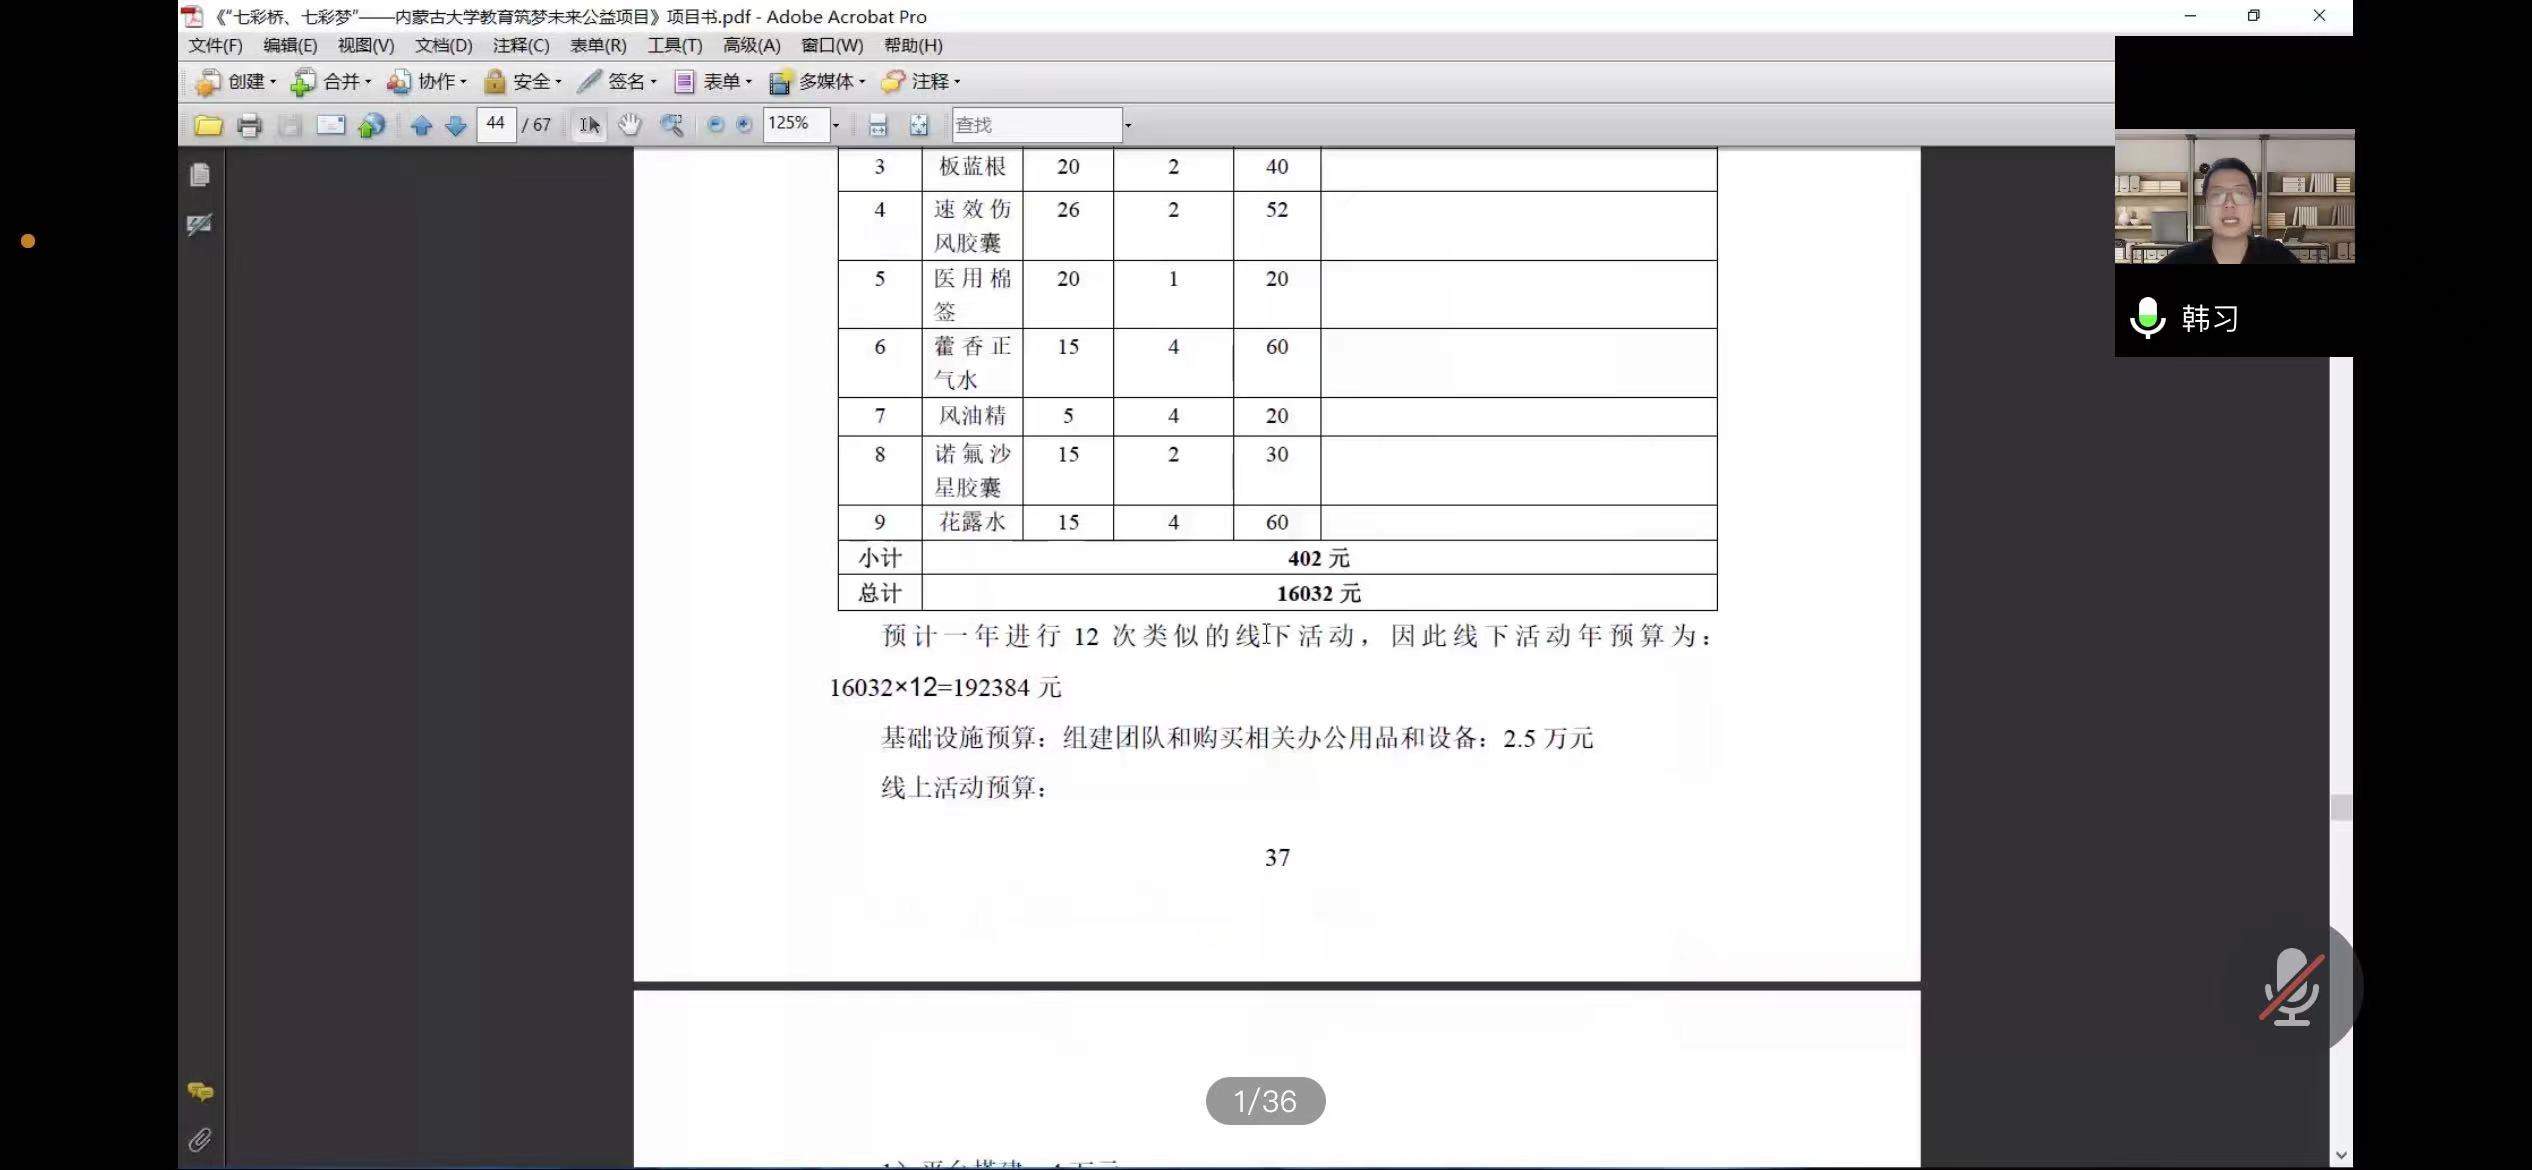 《“七彩桥、七彩梦”——内蒙古大学教育筑梦未来公益项目》项目书.pdf - Adobe Acrobat Pro
文件(F) 编辑(E) 视图(V) 文档(D) 注释(C) 表单(R) 工具(T) 高级(A) 窗口(W) 帮助(H)
创建 合并 协作 安全 签名 表单 多媒体 注释
44 / 67 125% 查找
3 板蓝根 20 2 40
4 速效伤 26 2 52
风胶囊
5 医用棉 20 1 20
签
6 藿香正 15 4 60
气水
7 风油精 5 4 20
8 诺氟沙 15 2 30
星胶囊
9 花露水 15 4 60
小计 402 元
总计 16032 元
预计一年进行 12 次类似的线下活动，因此线下活动年预算为：
16032×12=192384 元
基础设施预算：组建团队和购买相关办公用品和设备：2.5 万元
线上活动预算：
37
韩习
1/36